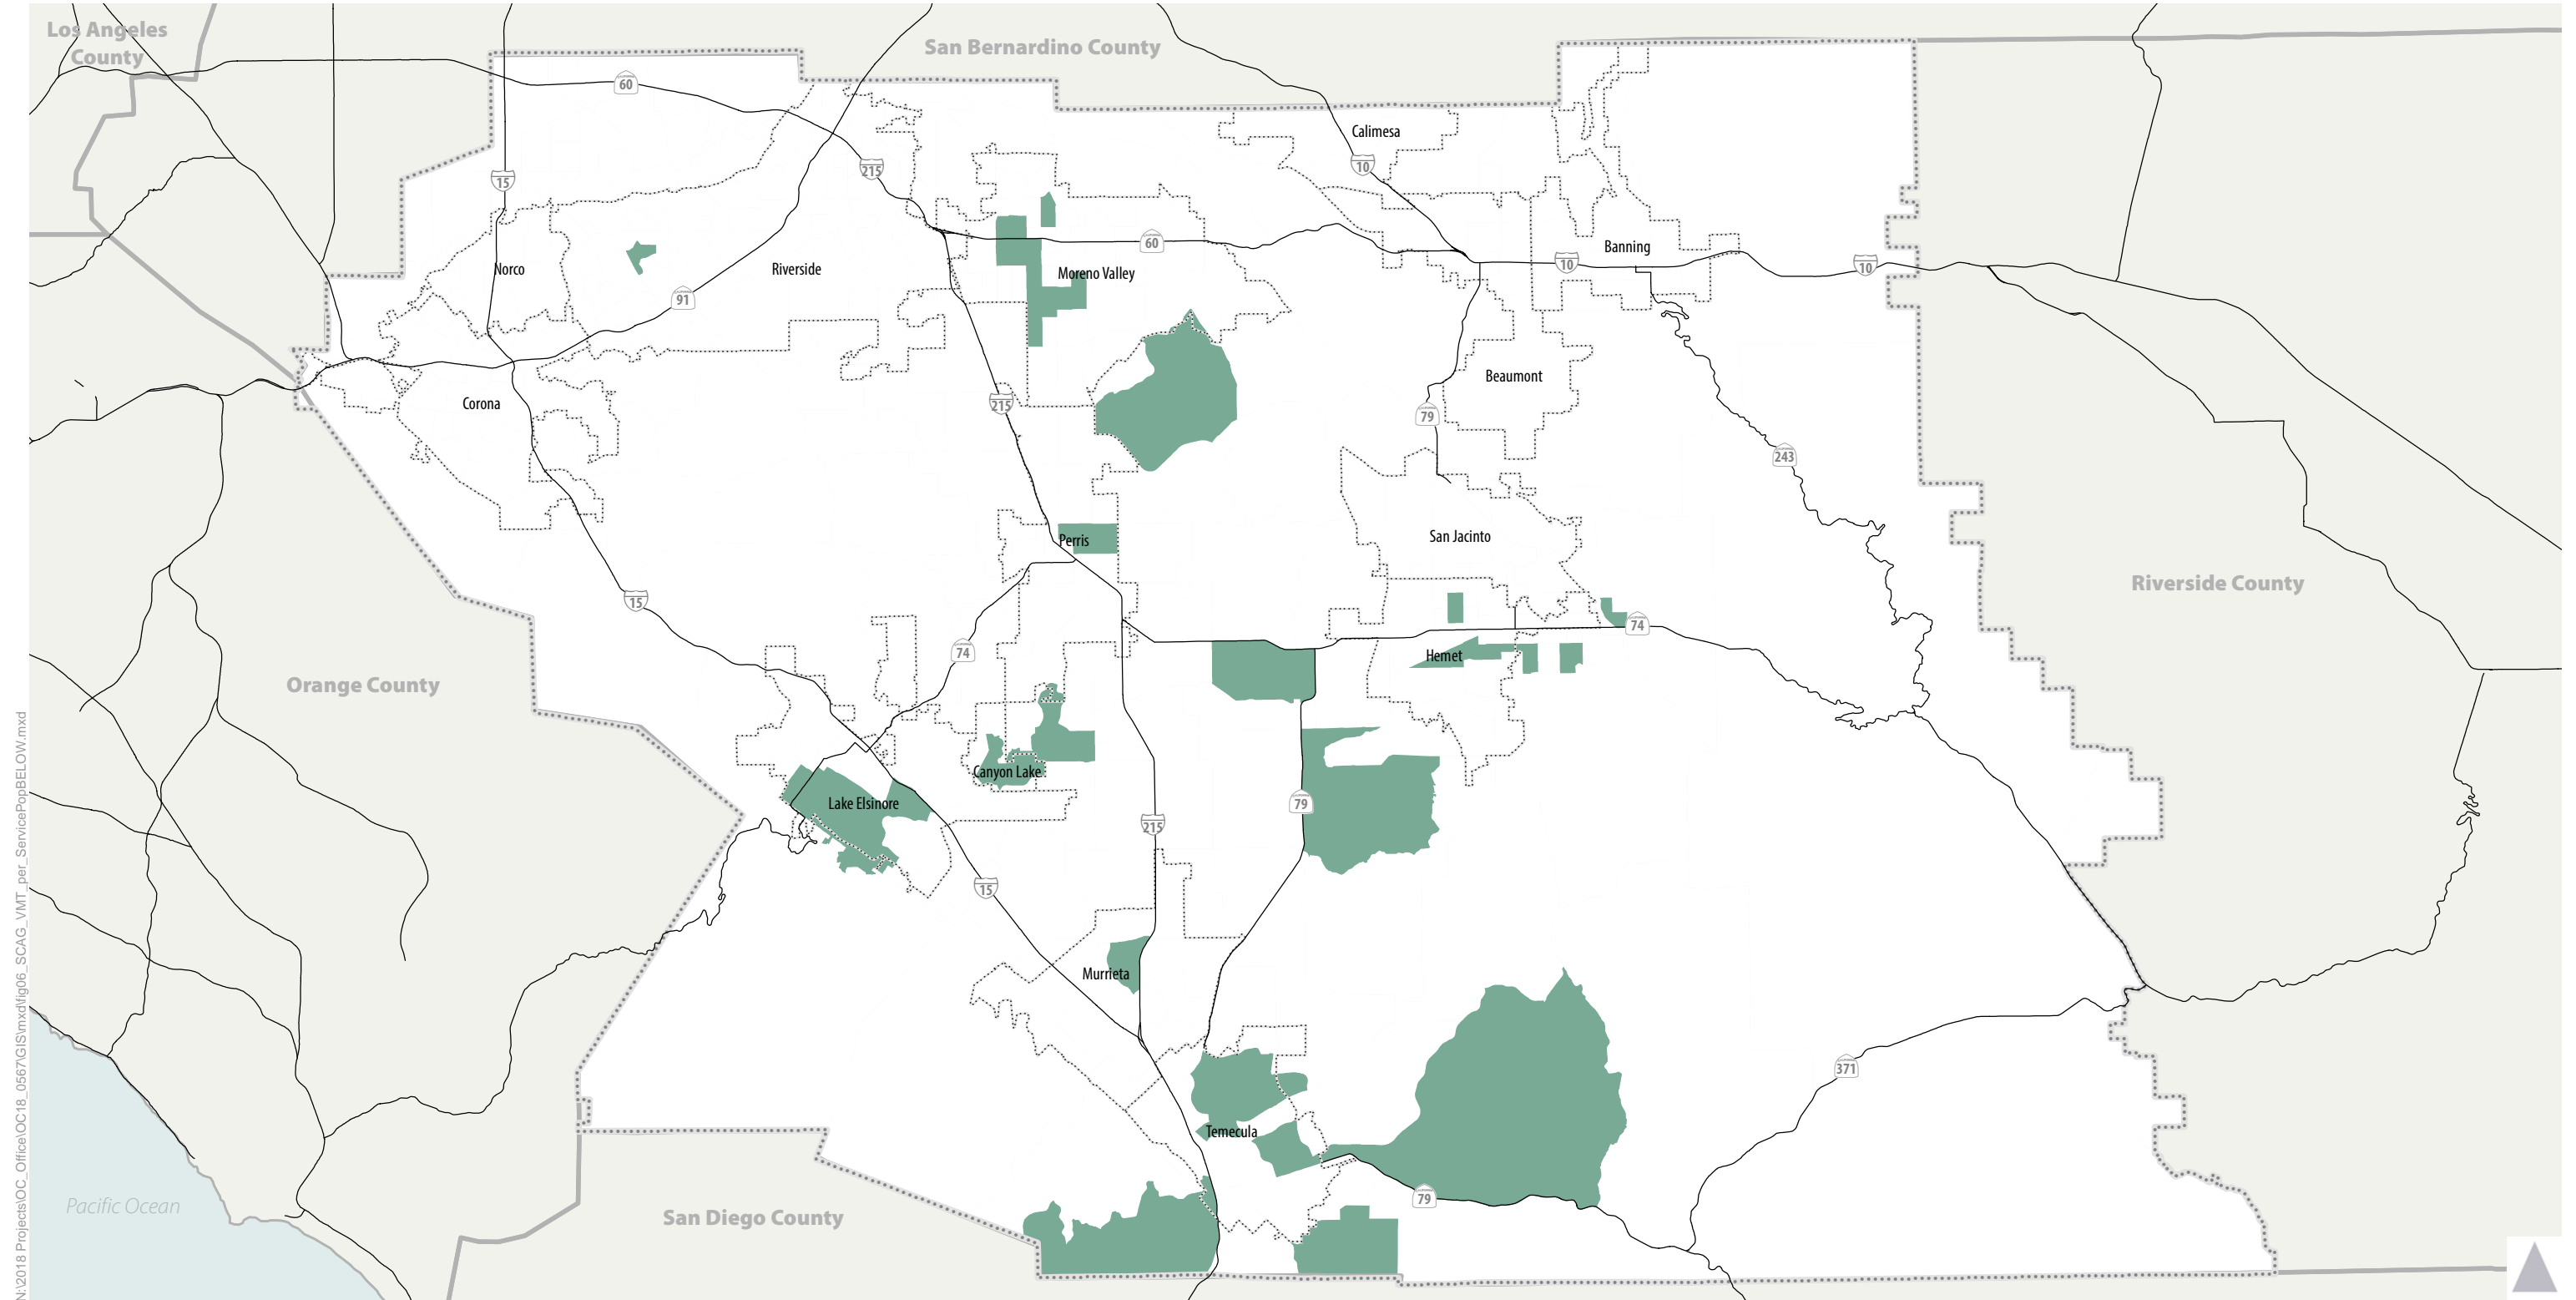 Los Angeles
County
San Bernardino County
60
Calimesa
10
215
15
60
Banning
10
10
Norco
Riverside
Moreno Valley
91
Beaumont
215
Corona
79
243
San Jacinto
Perris
Riverside County
15
74
74
Hemet
Orange County
Canyon Lake
Lake Elsinore
79
215
15
Murrieta
371
Temecula
79
Pacific Ocean
San Diego County
N:\2018 Projects\OC_Office\OC18_0567\GIS\mxd\fig06_SCAG_VMT_per_ServicePopBELOW.mxd